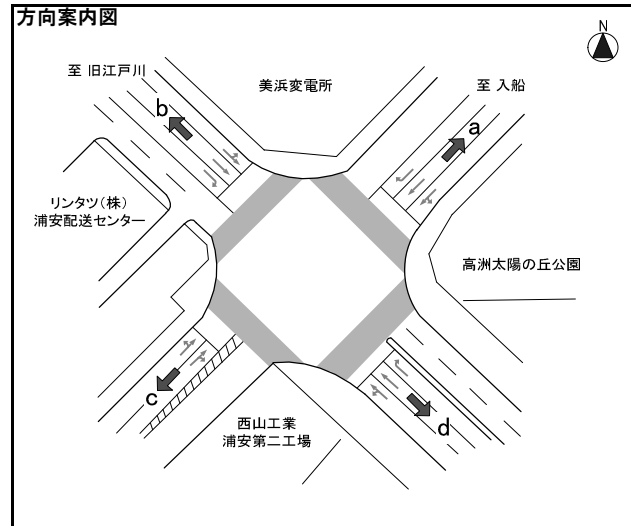 方向案内図
N
至 旧江戸川
美浜変電所
至 入船
b
a
リンタツ(株)
浦安配送センター
高洲太陽の丘公園
c
西山工業
浦安第二工場
d